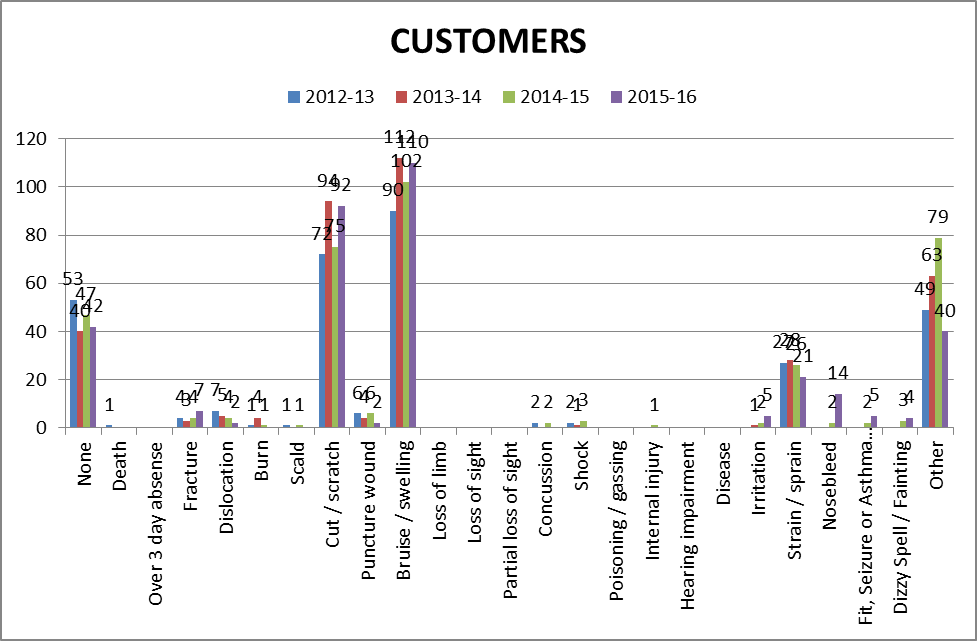 CUSTOMERS
2012-13 2013-14 2014-15 2015-16
120
100
80
60
40
20
0
53 40 47 42
1
4 3 4 7
7 5 4 2
1 4 1
1 1
72 94 75 92
6 4 6 2
90 112 102 110
2 2
2 1 3
1
1 2 5
27 28 26 21
2 14
2 5
3 4
49 63 79 40
None
Death
Over 3 day absense
Fracture
Dislocation
Burn
Scald
Cut / scratch
Puncture wound
Bruise / swelling
Loss of limb
Loss of sight
Partial loss of sight
Concussion
Shock
Poisoning / gassing
Internal injury
Hearing impairment
Disease
Irritation
Strain / sprain
Nosebleed
Fit, Seizure or Asthma...
Dizzy Spell / Fainting
Other